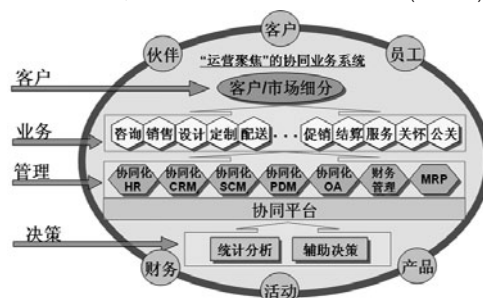 客户
伙伴
员工
“运营聚焦”的协同业务系统
客户
客户/市场细分
业务
咨询 销售 设计 定制 配送 · · · 促销 结算 服务 关怀 公关
管理
协同化 HR
协同化 CRM
协同化 SCM
协同化 PDM
协同化 OA
财务管理
MRP
协同平台
决策
统计分析
辅助决策
财务
产品
活动